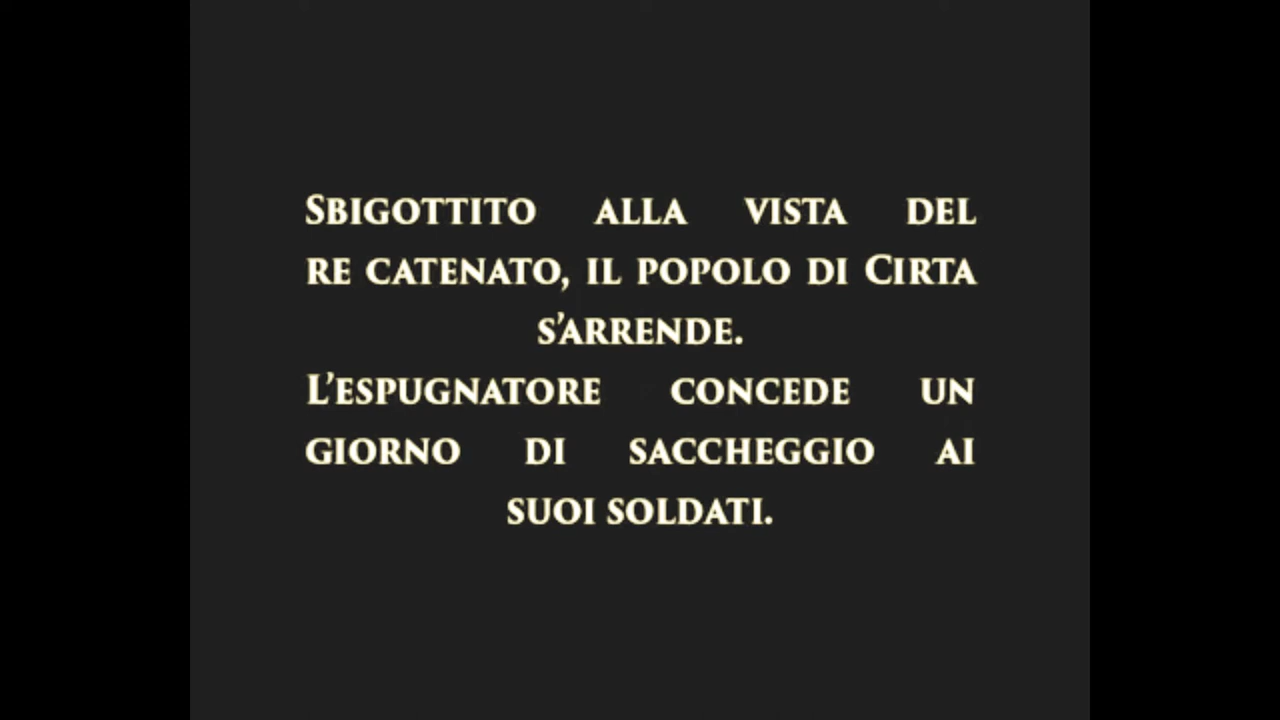 Sbigottito alla vista del
re catenato, il popolo di Cirta
s'arrende.
L'espugnatore concede un
giorno di saccheggio ai
suoi soldati.